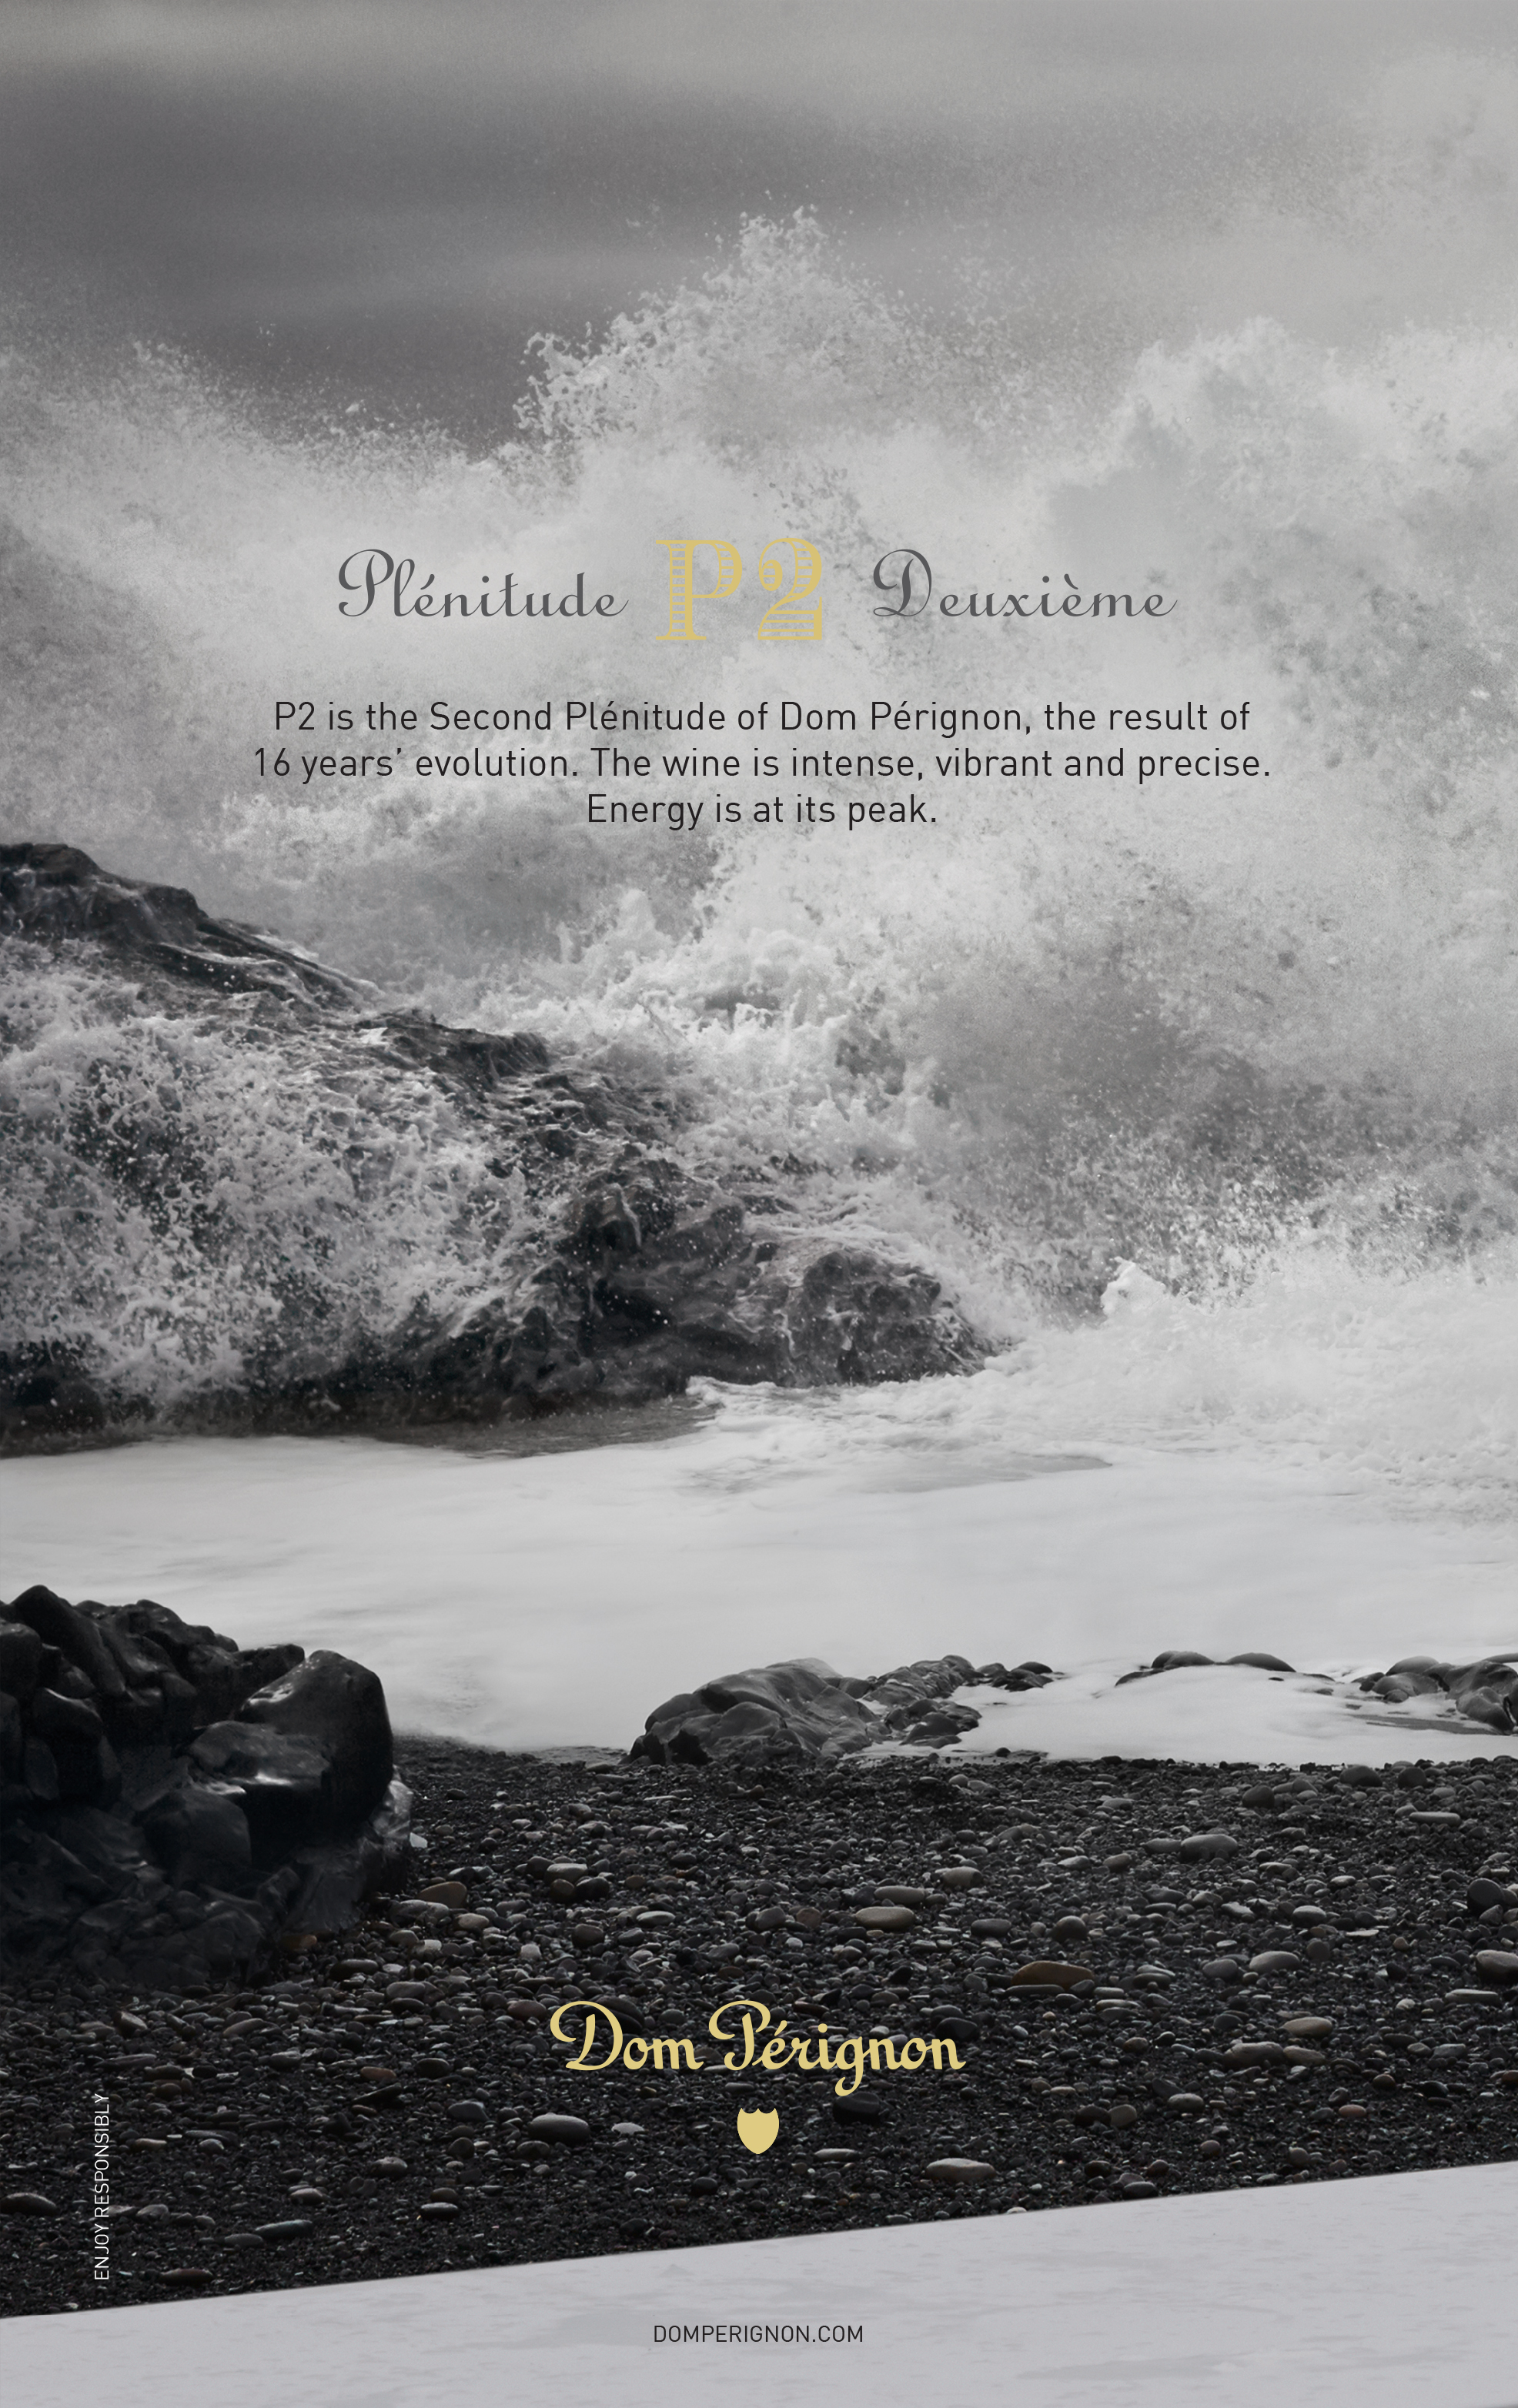 Plénitude P2 Deuxième
P2 is the Second Plénitude of Dom Pérignon, the result of
16 years’ evolution. The wine is intense, vibrant and precise.
Energy is at its peak.
Dom Pérignon
ENJOY RESPONSIBLY
DOMPERIGNON.COM